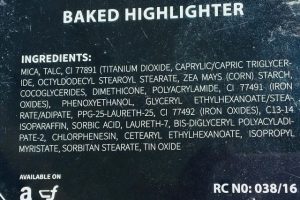 BAKED HIGHLIGHTER
INGREDIENTS:
MICA, TALC, CI 77891 (TITANIUM DIOXIDE, CAPRYLIC/CAPRIC TRIGLYCER-
IDE, OCTYLDODECYL STEAROYL STEARATE, ZEA MAYS (CORN) STARCH,
COCOGLYCERIDES, DIMETHICONE, POLYACRYLAMIDE, CI 77491 (IRON
OXIDES), PHENOXYETHANOL, GLYCERYL ETHYLHEXANOATE/STEA-
RATE/ADIPATE, PPG-25-LAURETH-25, CI 77492 (IRON OXIDES), C13-14
ISOPARAFFIN, SORBIC ACID, LAURETH-7, BIS-DIGLYCERYL POLYACYLADI-
PATE-2, CHLORPHENESIN, CETEARYL ETHYLHEXANOATE, ISOPROPYL
MYRISTATE, SORBITAN STEARATE, TIN OXIDE
AVAILABLE ON
a
RC NO: 038/16